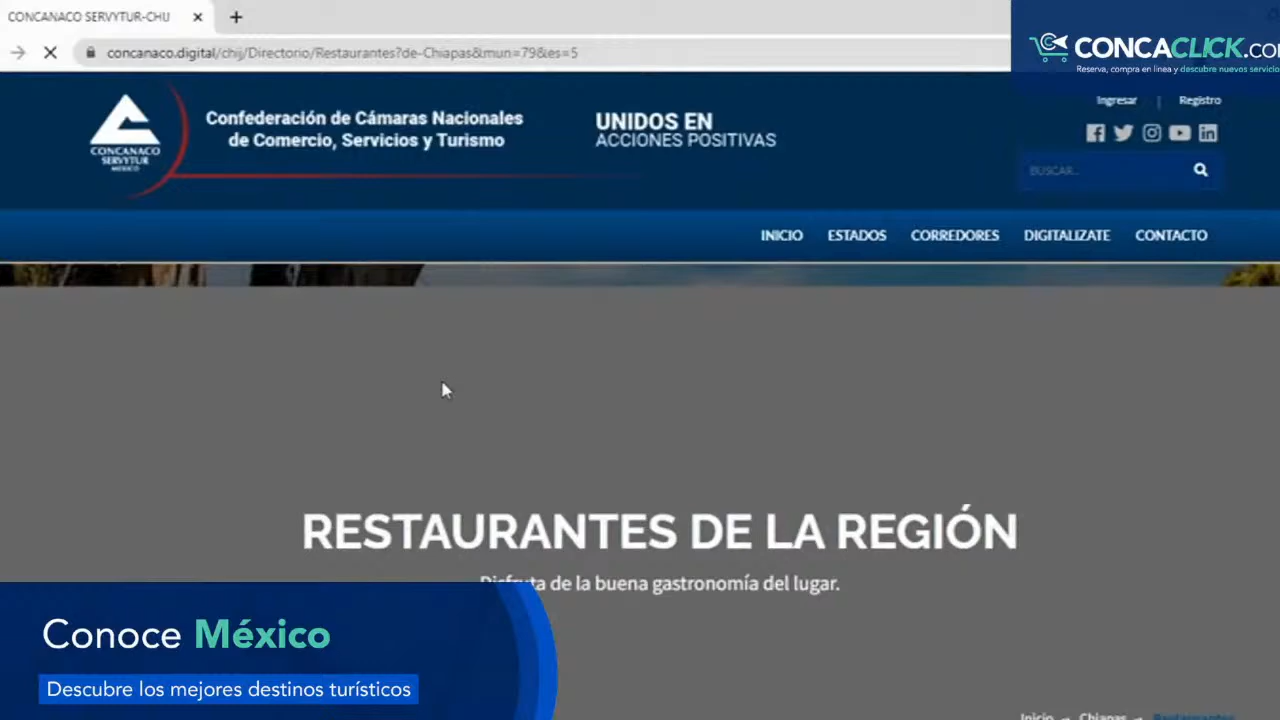 CONCANACO SERVYTUR-CHU
concanaco.digital/chij/Directorio/Restaurantes?de-Chiapas&mun=79&es=5
CONCACLICK.co
Reserva, compra en linea y descubre nuevos servicio
Ingresar | Registro
CONCANACO
SERVYTUR
MÉXICO
Confederación de Cámaras Nacionales
de Comercio, Servicios y Turismo
UNIDOS EN
ACCIONES POSITIVAS
BUSCAR...
INICIO ESTADOS CORREDORES DIGITALIZATE CONTACTO
RESTAURANTES DE LA REGIÓN
Disfruta de la buena gastronomía del lugar.
Conoce México
Descubre los mejores destinos turísticos
Inicio Chiapas Restaurantes